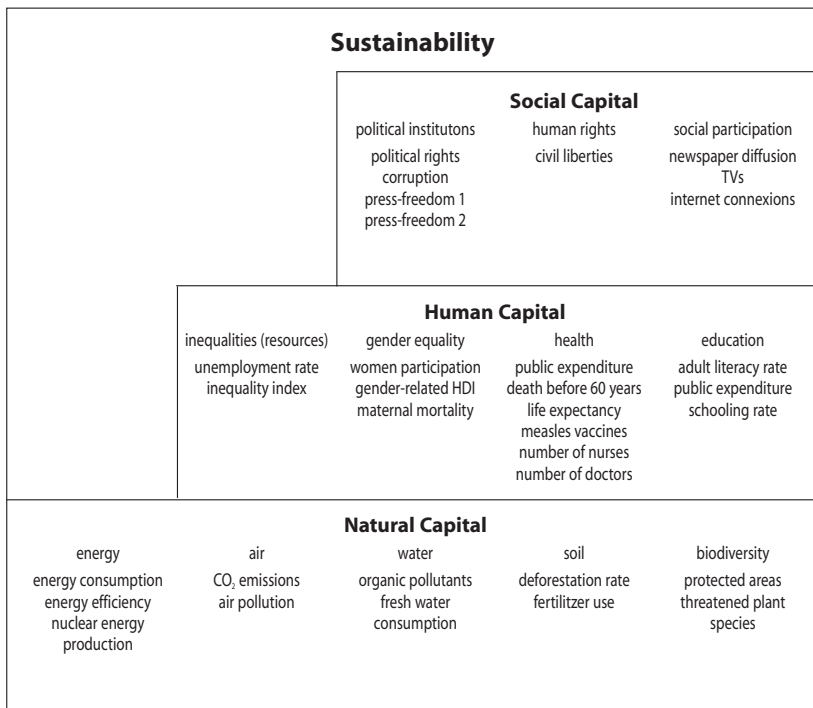 Sustainability
Social Capital
political institutons
human rights
social participation
political rights
corruption
press-freedom 1
press-freedom 2
civil liberties
newspaper diffusion
TVs
internet connexions
Human Capital
inequalities (resources)
gender equality
health
education
unemployment rate
inequality index
women participation
gender-related HDI
maternal mortality
public expenditure
death before 60 years
life expectancy
measles vaccines
number of nurses
number of doctors
adult literacy rate
public expenditure
schooling rate
Natural Capital
energy
air
water
soil
biodiversity
energy consumption
energy efficiency
nuclear energy
production
CO₂ emissions
air pollution
organic pollutants
fresh water
consumption
deforestation rate
fertilitzer use
protected areas
threatened plant
species